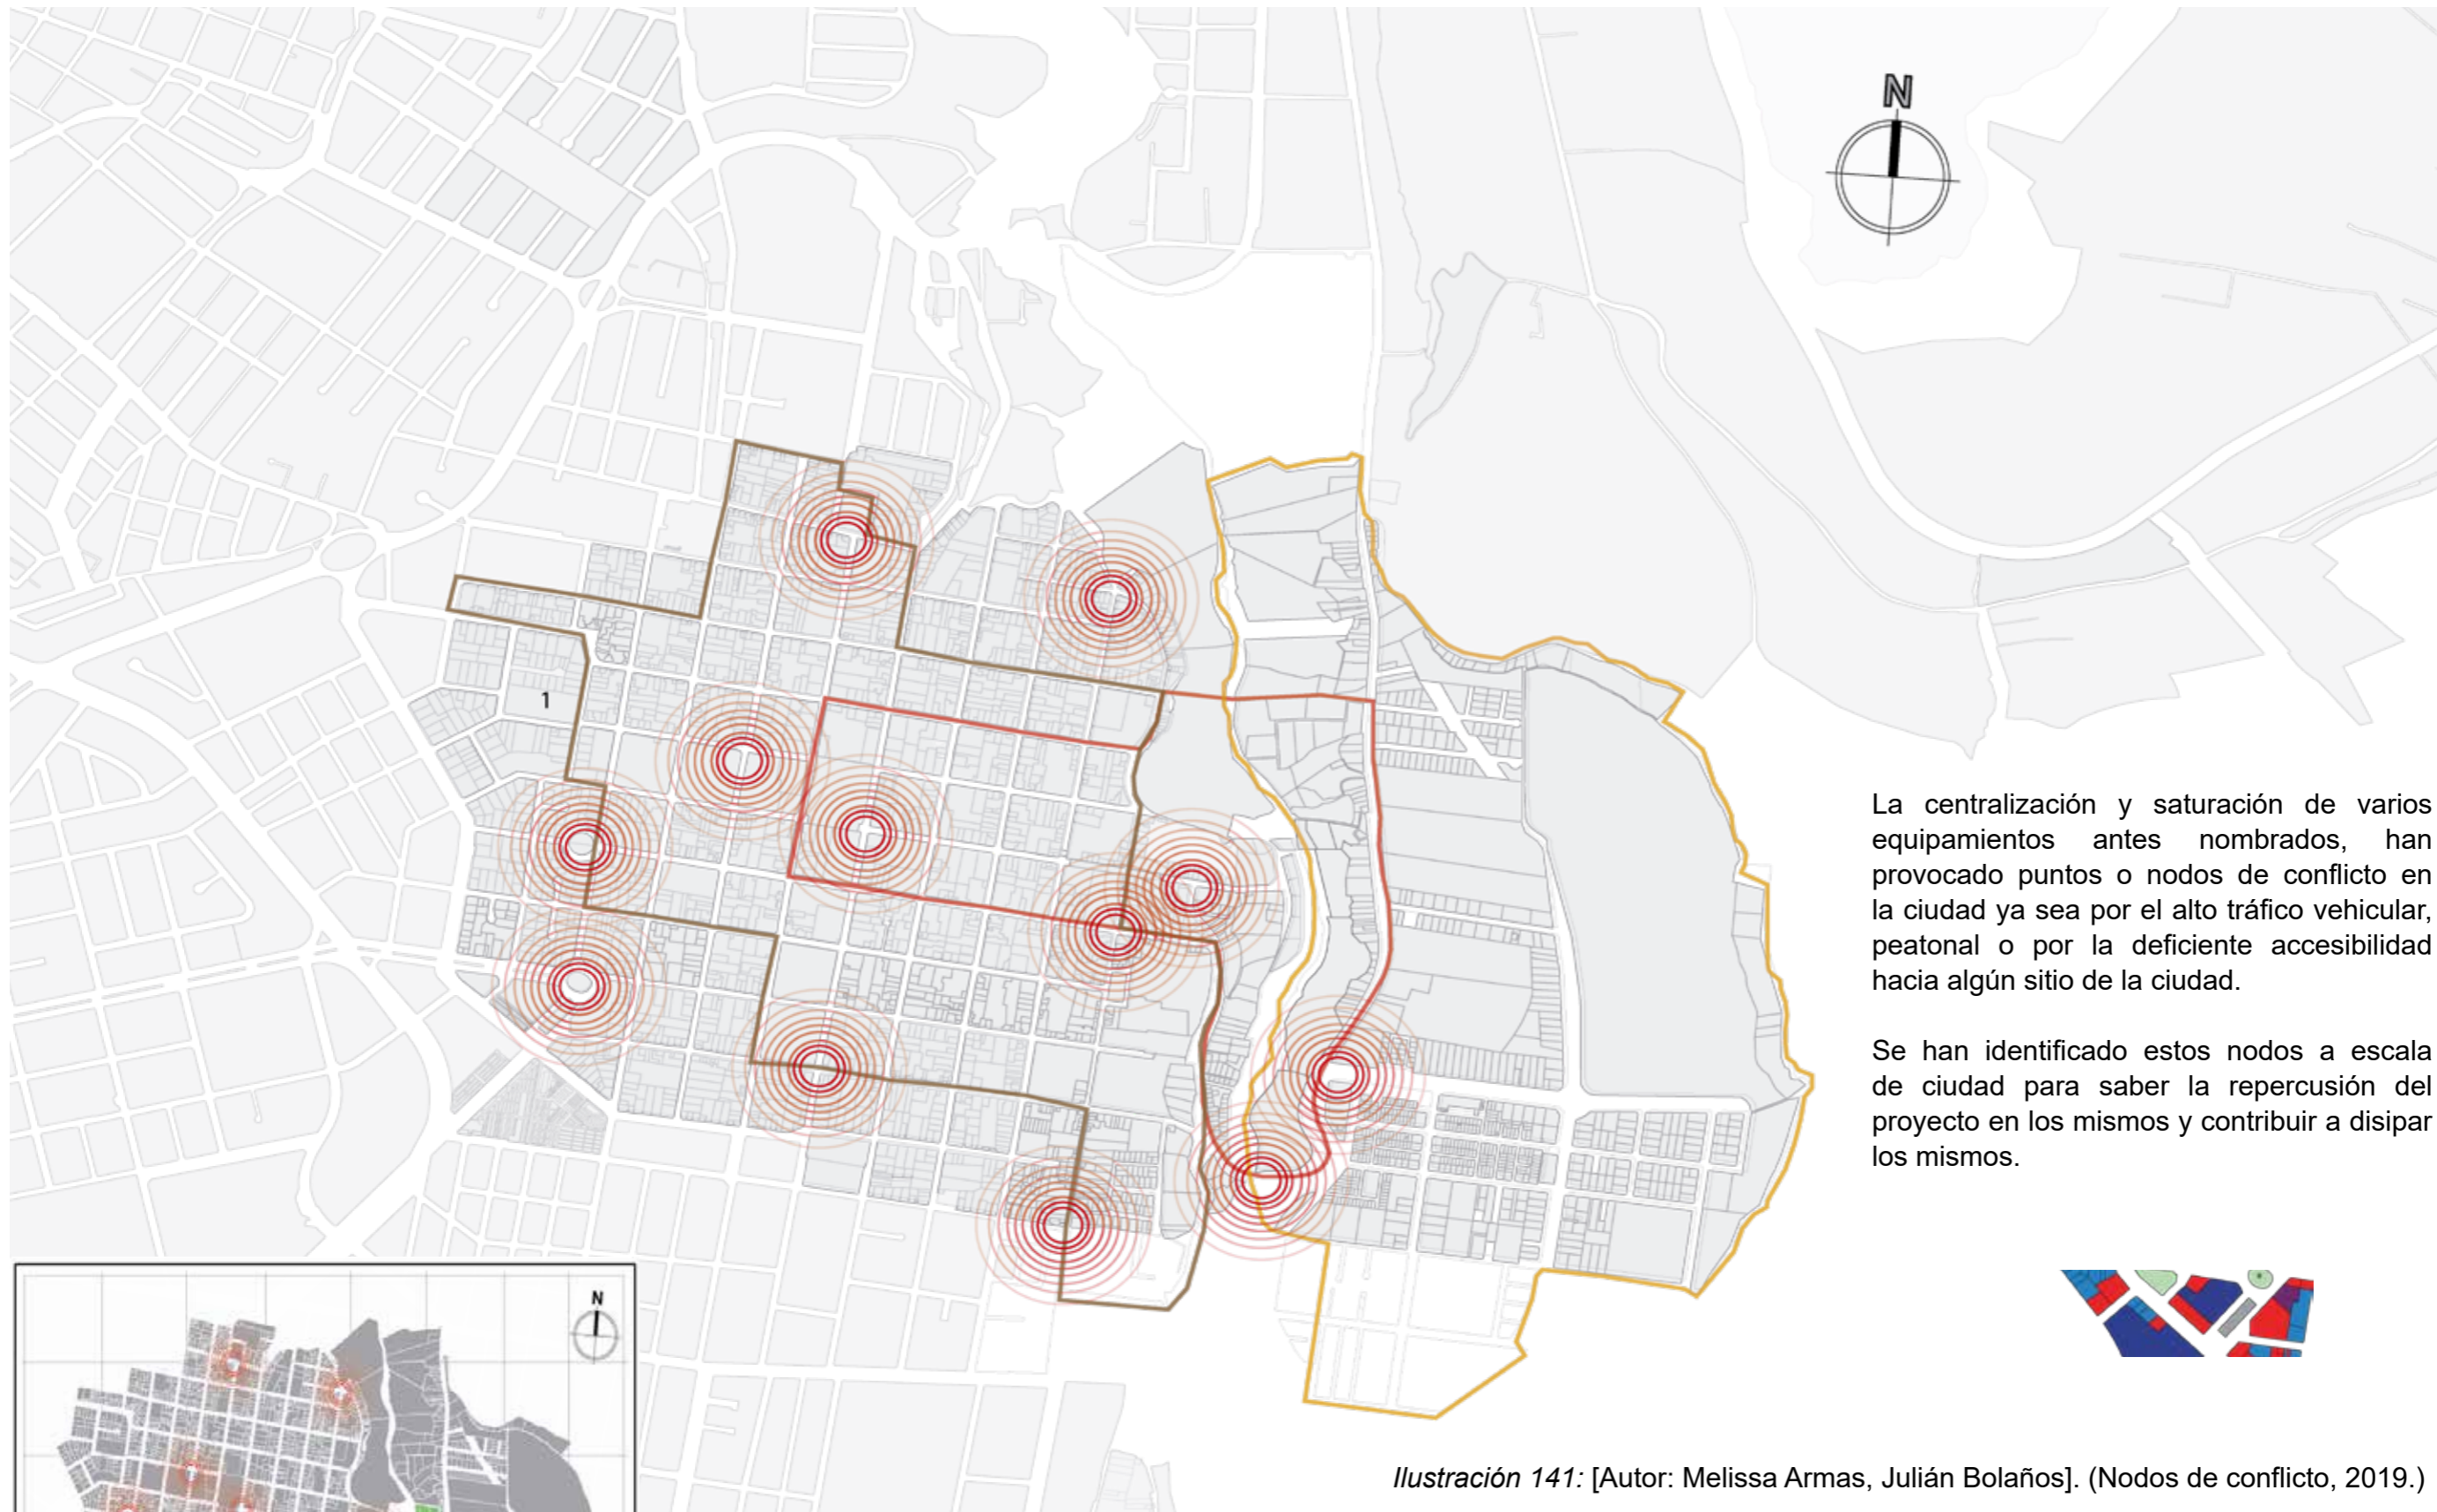 N
1
La centralización y saturación de varios
equipamientos antes nombrados, han
provocado puntos o nodos de conflicto en
la ciudad ya sea por el alto tráfico vehicular,
peatonal o por la deficiente accesibilidad
hacia algún sitio de la ciudad.
Se han identificado estos nodos a escala
de ciudad para saber la repercusión del
proyecto en los mismos y contribuir a disipar
los mismos.
N
Ilustración 141: [Autor: Melissa Armas, Julián Bolaños]. (Nodos de conflicto, 2019.)